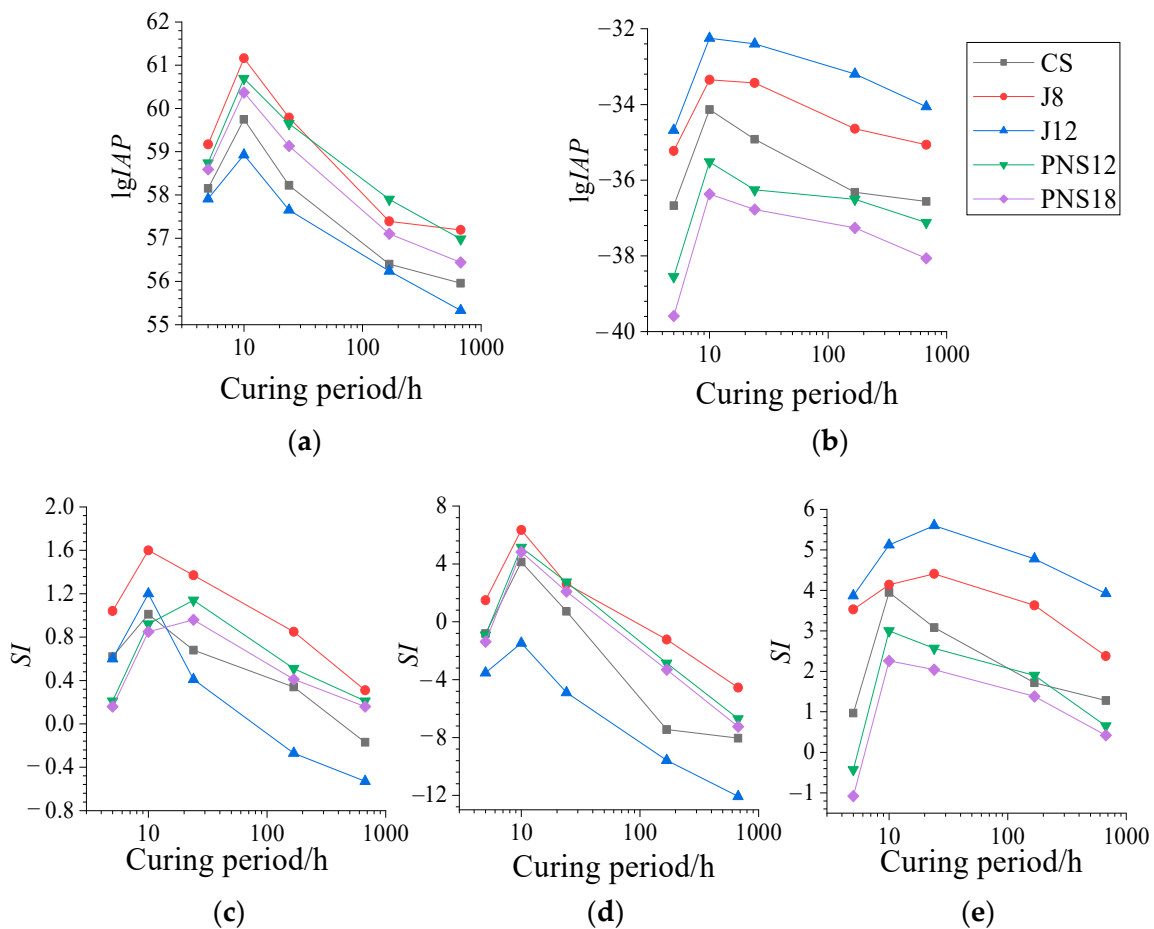 62
61
60
59
58
57
56
55
lgIAP
10
100
1000
Curing period/h
(a)
−32
−34
−36
−38
−40
lgIAP
10
100
1000
Curing period/h
(b)
CS
J8
J12
PNS12
PNS18
2.0
1.6
1.2
0.8
0.4
0.0
−0.4
−0.8
SI
10
100
1000
Curing period/h
(c)
8
4
0
−4
−8
−12
SI
10
100
1000
Curing period/h
(d)
6
5
4
3
2
1
0
−1
SI
10
100
1000
Curing period/h
(e)